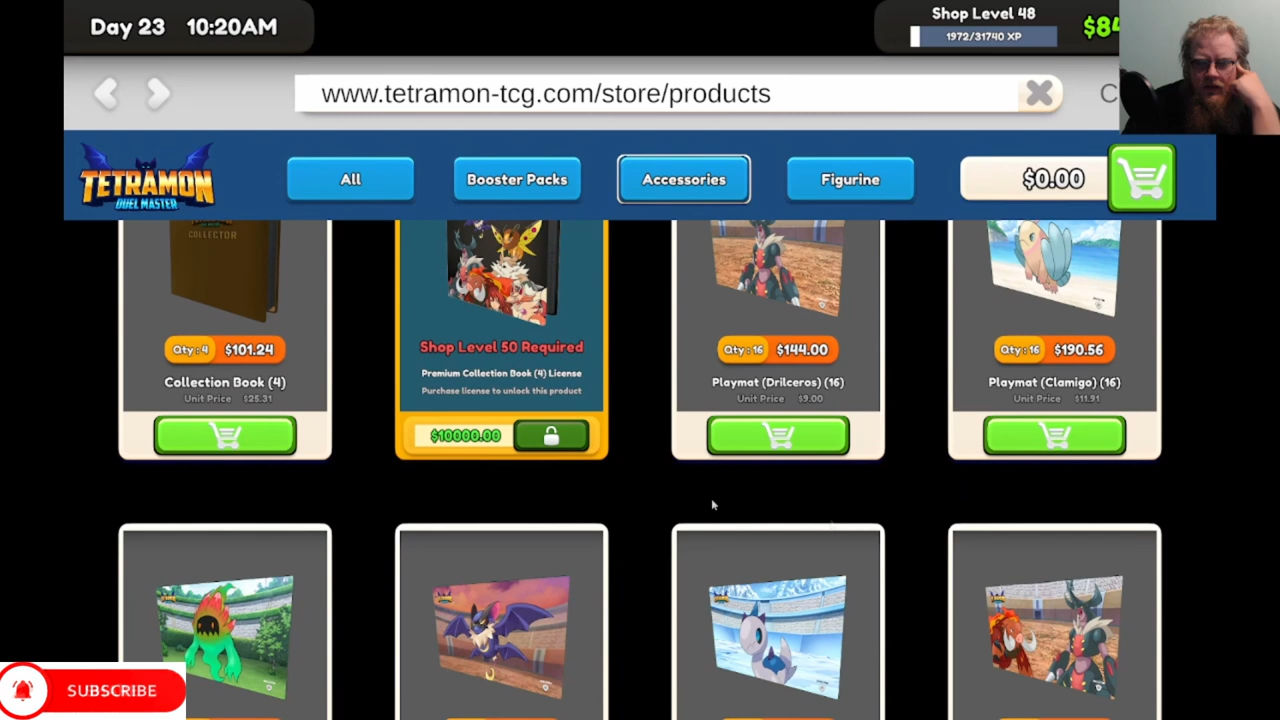 Day 23 10:20AM
Shop Level 48
1972/31740 XP
$84
www.tetramon-tcg.com/store/products
C
TETRAMON
DUEL MASTER
All
Booster Packs
Accessories
Figurine
$0.00
COLLECTOR
Qty: 4 $101.24
Collection Book (4)
Unit Price $25.31
Shop Level 50 Required
Premium Collection Book (4) License
Purchase license to unlock this product
$10000.00
Qty: 16 $144.00
Playmat (Drilceros) (16)
Unit Price $9.00
Qty: 16 $190.56
Playmat (Clamigo) (16)
Unit Price $11.91
SUBSCRIBE